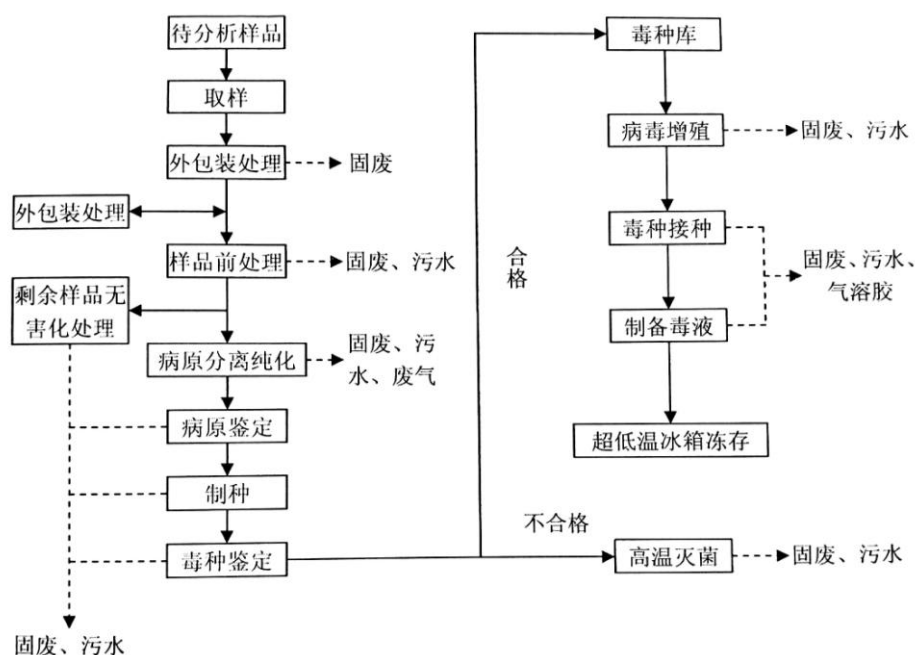 待分析样品
取样
外包装处理
固废
外包装处理
样品前处理
固废、污水
剩余样品无
害化处理
病原分离纯化
固废、污
水、废气
病原鉴定
制种
毒种鉴定
固废、污水
合格
不合格
毒种库
病毒增殖
固废、污水
毒种接种
固废、污水、
气溶胶
制备毒液
超低温冰箱冻存
高温灭菌
固废、污水